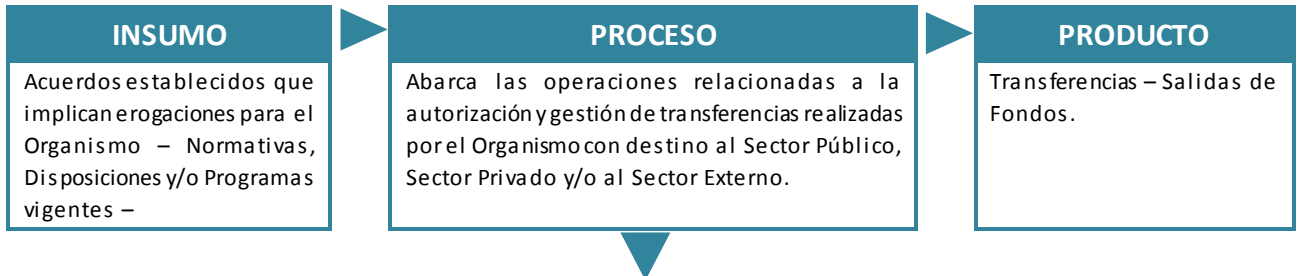 INSUMO
Acuerdos establecidos que
implican erogaciones para el
Organismo – Normativas,
Disposiciones y/o Programas
vigentes –
PROCESO
Abarca las operaciones relacionadas a la
autorización y gestión de transferencias realizadas
por el Organismo con destino al Sector Público,
Sector Privado y/o al Sector Externo.
PRODUCTO
Transferencias – Salidas de
Fondos.